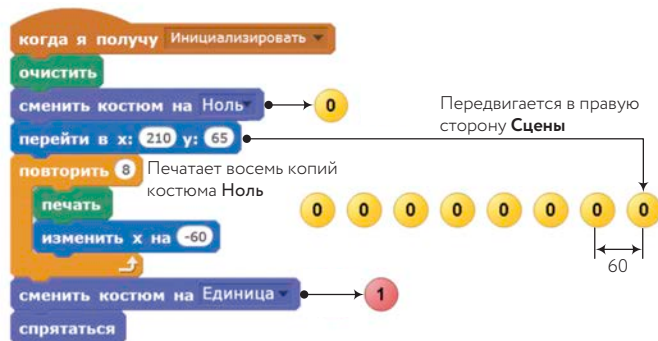 когда я получу Инициализировать
очистить
сменить костюм на Ноль
0
перейти в x: 210 y: 65
Передвигается в правую
сторону Сцены
повторить 8
Печатает восемь копий
костюма Ноль
печать
изменить x на -60
0 0 0 0 0 0 0 0
60
сменить костюм на Единица
1
спрятаться